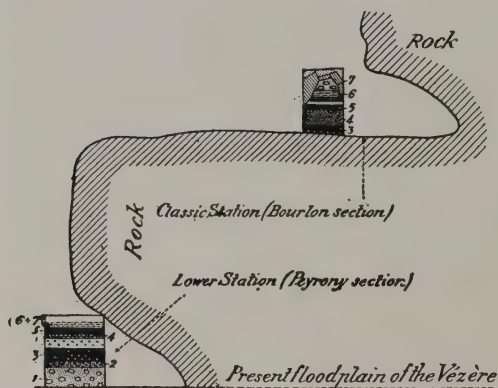 Rock
7
6
5
4
3
Classic Station (Bourlon section)
Rock
Lower Station (Peyrony section)
(6+7
5
4
3
2
1
Present floodplain of the Vézère